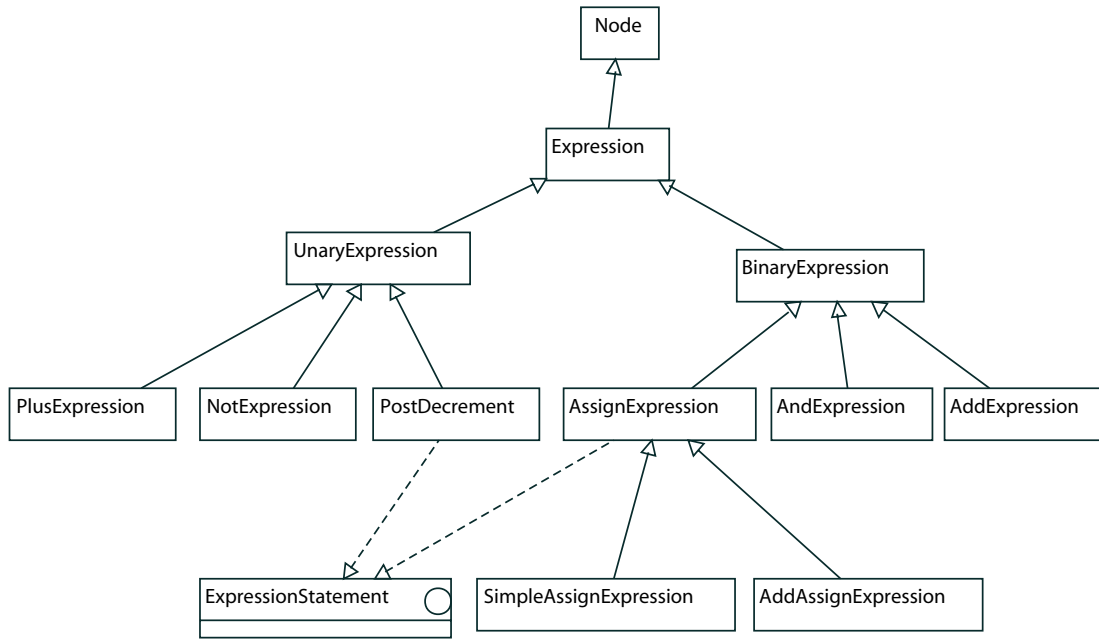 Node
Expression
UnaryExpression
BinaryExpression
PlusExpression
NotExpression
PostDecrement
AssignExpression
AndExpression
AddExpression
ExpressionStatement
SimpleAssignExpression
AddAssignExpression